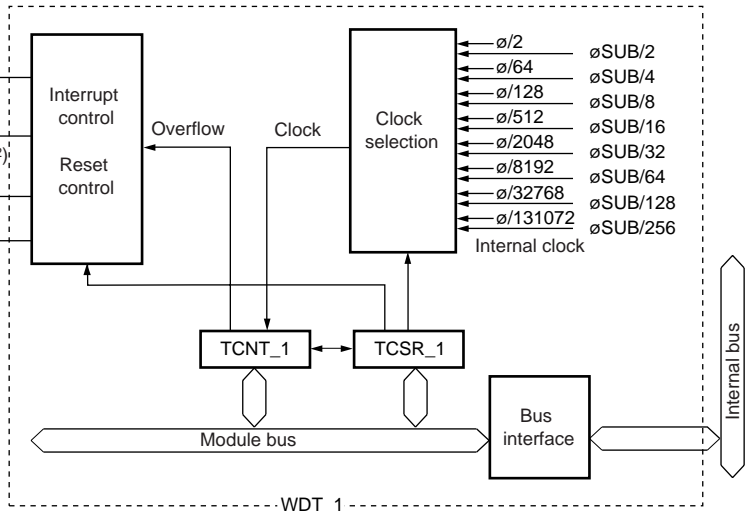 ø/2
øSUB/2
ø/64
øSUB/4
ø/128
øSUB/8
ø/512
øSUB/16
ø/2048
øSUB/32
ø/8192
øSUB/64
ø/32768
øSUB/128
ø/131072
øSUB/256
Internal clock
Interrupt
control
Reset
control
2)
Overflow
Clock
Clock
selection
TCNT_1
TCSR_1
Module bus
Bus
interface
Internal bus
WDT_1